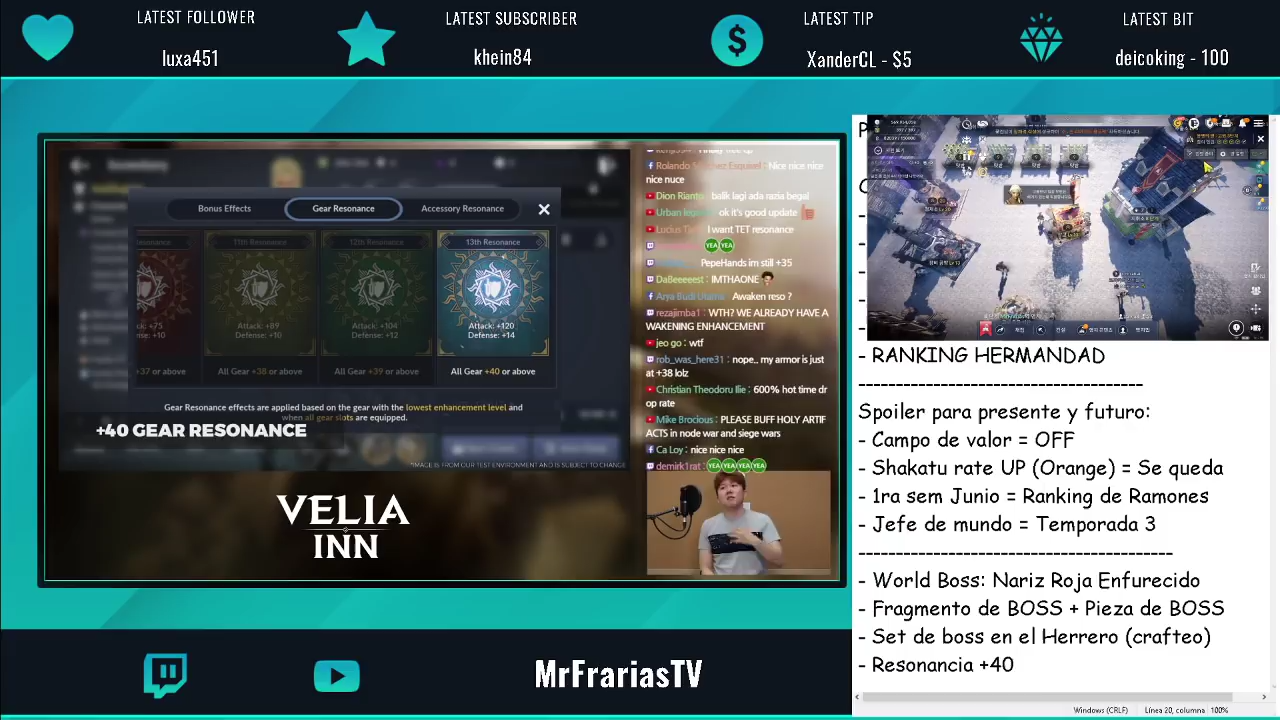 LATEST FOLLOWER
luxa451
LATEST SUBSCRIBER
khein84
LATEST TIP
XanderCL - $5
LATEST BIT
deicoking - 100
Bonus Effects
Gear Resonance
Accessory Resonance
11th Resonance
12th Resonance
13th Resonance
+75
+10
Attack: +89
Defense: +10
Attack: +104
Defense: +12
Attack: +120
Defense: +14
+37 or above
All Gear +38 or above
All Gear +39 or above
All Gear +40 or above
Gear Resonance effects are applied based on the gear with the lowest enhancement level and
when all gear slots are equipped.
+40 GEAR RESONANCE
*IMAGE IS FROM OUR TEST ENVIRONMENT AND IS SUBJECT TO CHANGE
VELIA
INN
Nice nice nice
nice nuce
Dion Rianto : balik lagi ada razia begal
ok it's good update
I want TET resonance
YEA YEA
PepeHands im still +35
DaBeeeeest : IMTHAONE
Arya Budi Utama : Awaken reso ?
rezajimba1 : WTH? WE ALREADY HAVE A
WAKENING ENHANCEMENT
jeo go : wtf
rob_was_here31 : nope.. my armor is just
at +38 lolz
Christian Theodoru Ilie : 600% hot time dr
op rate
Mike Brocious : PLEASE BUFF HOLY ARTIF
ACTS in node war and siege wars
Ca Loy : nice nice nice
demirk1rat : YEA YEA YEA YEA
- RANKING HERMANDAD
-------------------------------------
Spoiler para presente y futuro:
- Campo de valor = OFF
- Shakatu rate UP (Orange) = Se queda
- 1ra sem Junio = Ranking de Ramones
- Jefe de mundo = Temporada 3
-----------------------------------------
- World Boss: Nariz Roja Enfurecido
- Fragmento de BOSS + Pieza de BOSS
- Set de boss en el Herrero (crafteo)
- Resonancia +40
Windows (CRLF)
Línea 20, columna
100%
MrFrariasTV